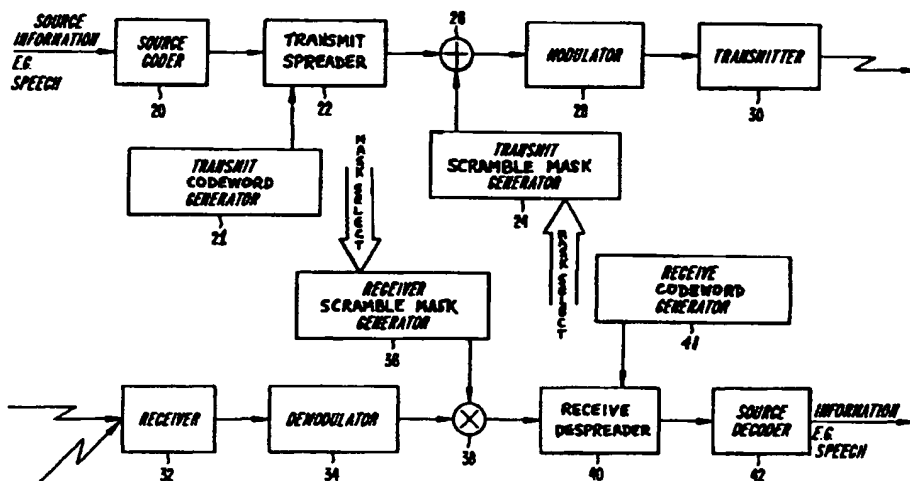 SOURCE
INFORMATION
E.G.
SPEECH
SOURCE
CODER
20
TRANSMIT
SPREADER
22
26
MODULATOR
28
TRANSMITTER
30
TRANSMIT
CODEWORD
GENERATOR
21
MASK SELECT
TRANSMIT
SCRAMBLE MASK
GENERATOR
24
MASK SELECT
RECEIVER
SCRAMBLE MASK
GENERATOR
36
RECEIVE
CODEWORD
GENERATOR
41
RECEIVER
32
DEMODULATOR
34
38
RECEIVE
DESPREADER
40
SOURCE
DECODER
42
INFORMATION
E.G.
SPEECH